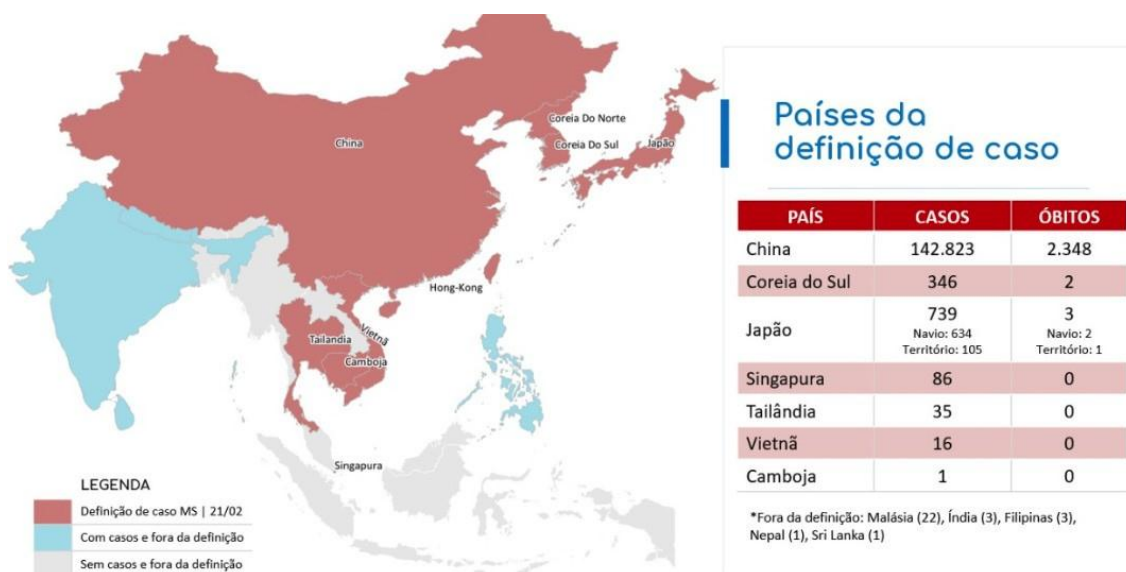 Coreia Do Norte
China
Coreia Do Sul
Japão
Hong-Kong
Vietnã
Tailandia
Camboja
Singapura
LEGENDA
Definição de caso MS | 21/02
Com casos e fora da definição
Sem casos e fora da definição
Países da
definição de caso
PAÍS CASOS ÓBITOS
China 142.823 2.348
Coreia do Sul 346 2
Japão 739 3
Navio: 634 Navio: 2
Território: 105 Território: 1
Singapura 86 0
Tailândia 35 0
Vietnã 16 0
Camboja 1 0
*Fora da definição: Malásia (22), Índia (3), Filipinas (3),
Nepal (1), Sri Lanka (1)